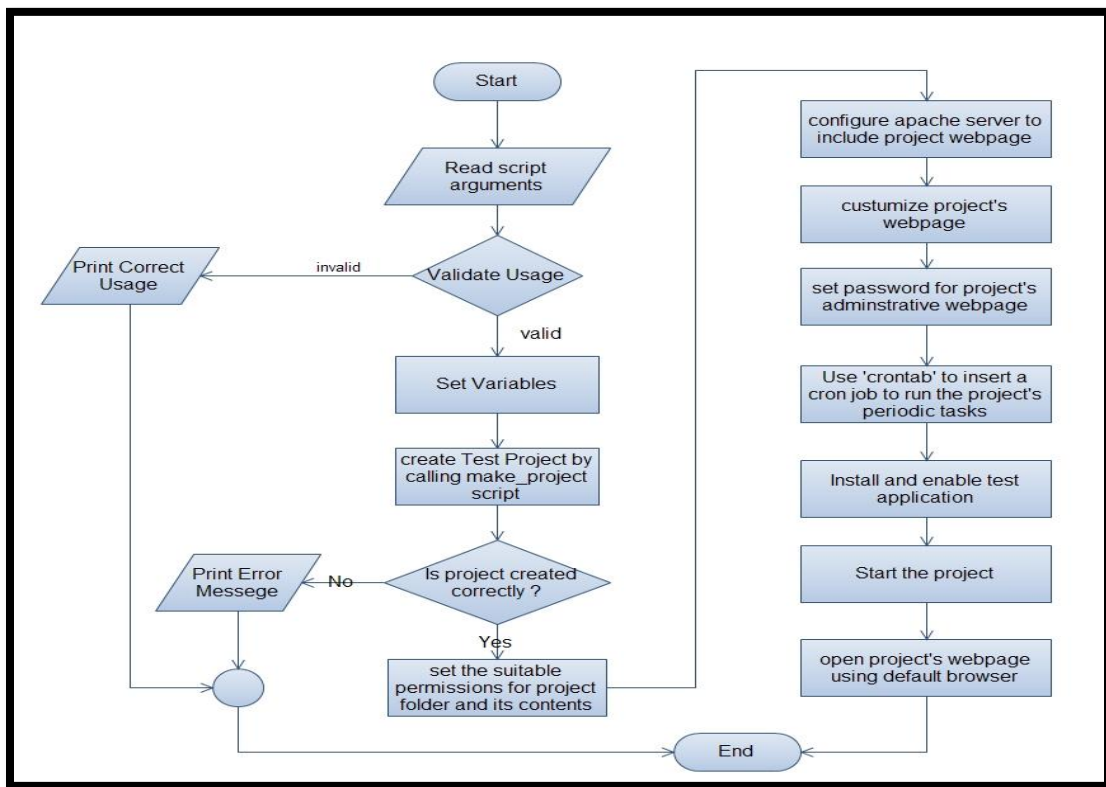 Start
Read script
arguments
Validate Usage
invalid
Print Correct
Usage
valid
Set Variables
create Test Project by
calling make_project
script
Is project created
correctly ?
No
Print Error
Messege
Yes
set the suitable
permissions for project
folder and its contents
configure apache server to
include project webpage
custumize project's
webpage
set password for project's
adminstrative webpage
Use 'crontab' to insert a
cron job to run the project's
periodic tasks
Install and enable test
application
Start the project
open project's webpage
using default browser
End